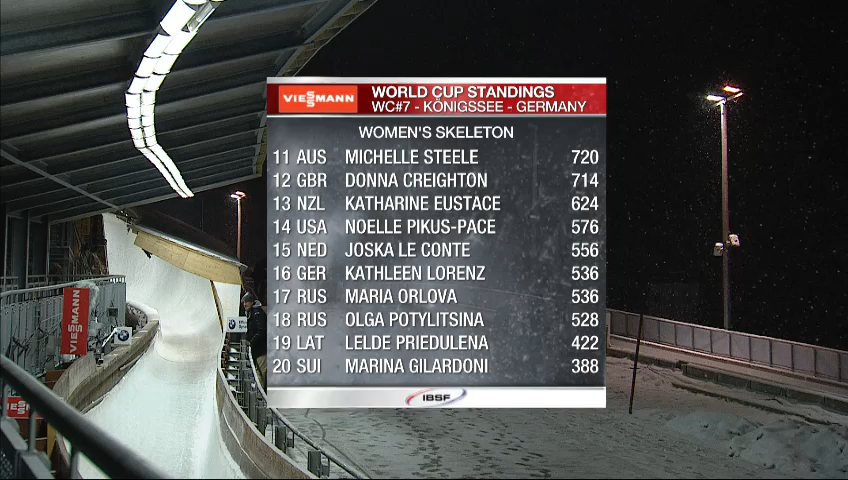 VIESSMANN
WORLD CUP STANDINGS
WC#7 - KÖNIGSSEE - GERMANY
WOMEN'S SKELETON
11 AUS MICHELLE STEELE 720
12 GBR DONNA CREIGHTON 714
13 NZL KATHARINE EUSTACE 624
14 USA NOELLE PIKUS-PACE 576
15 NED JOSKA LE CONTE 556
16 GER KATHLEEN LORENZ 536
17 RUS MARIA ORLOVA 536
18 RUS OLGA POTYLITSINA 528
19 LAT LELDE PRIEDULENA 422
20 SUI MARINA GILARDONI 388
IBSF
VIESSMANN